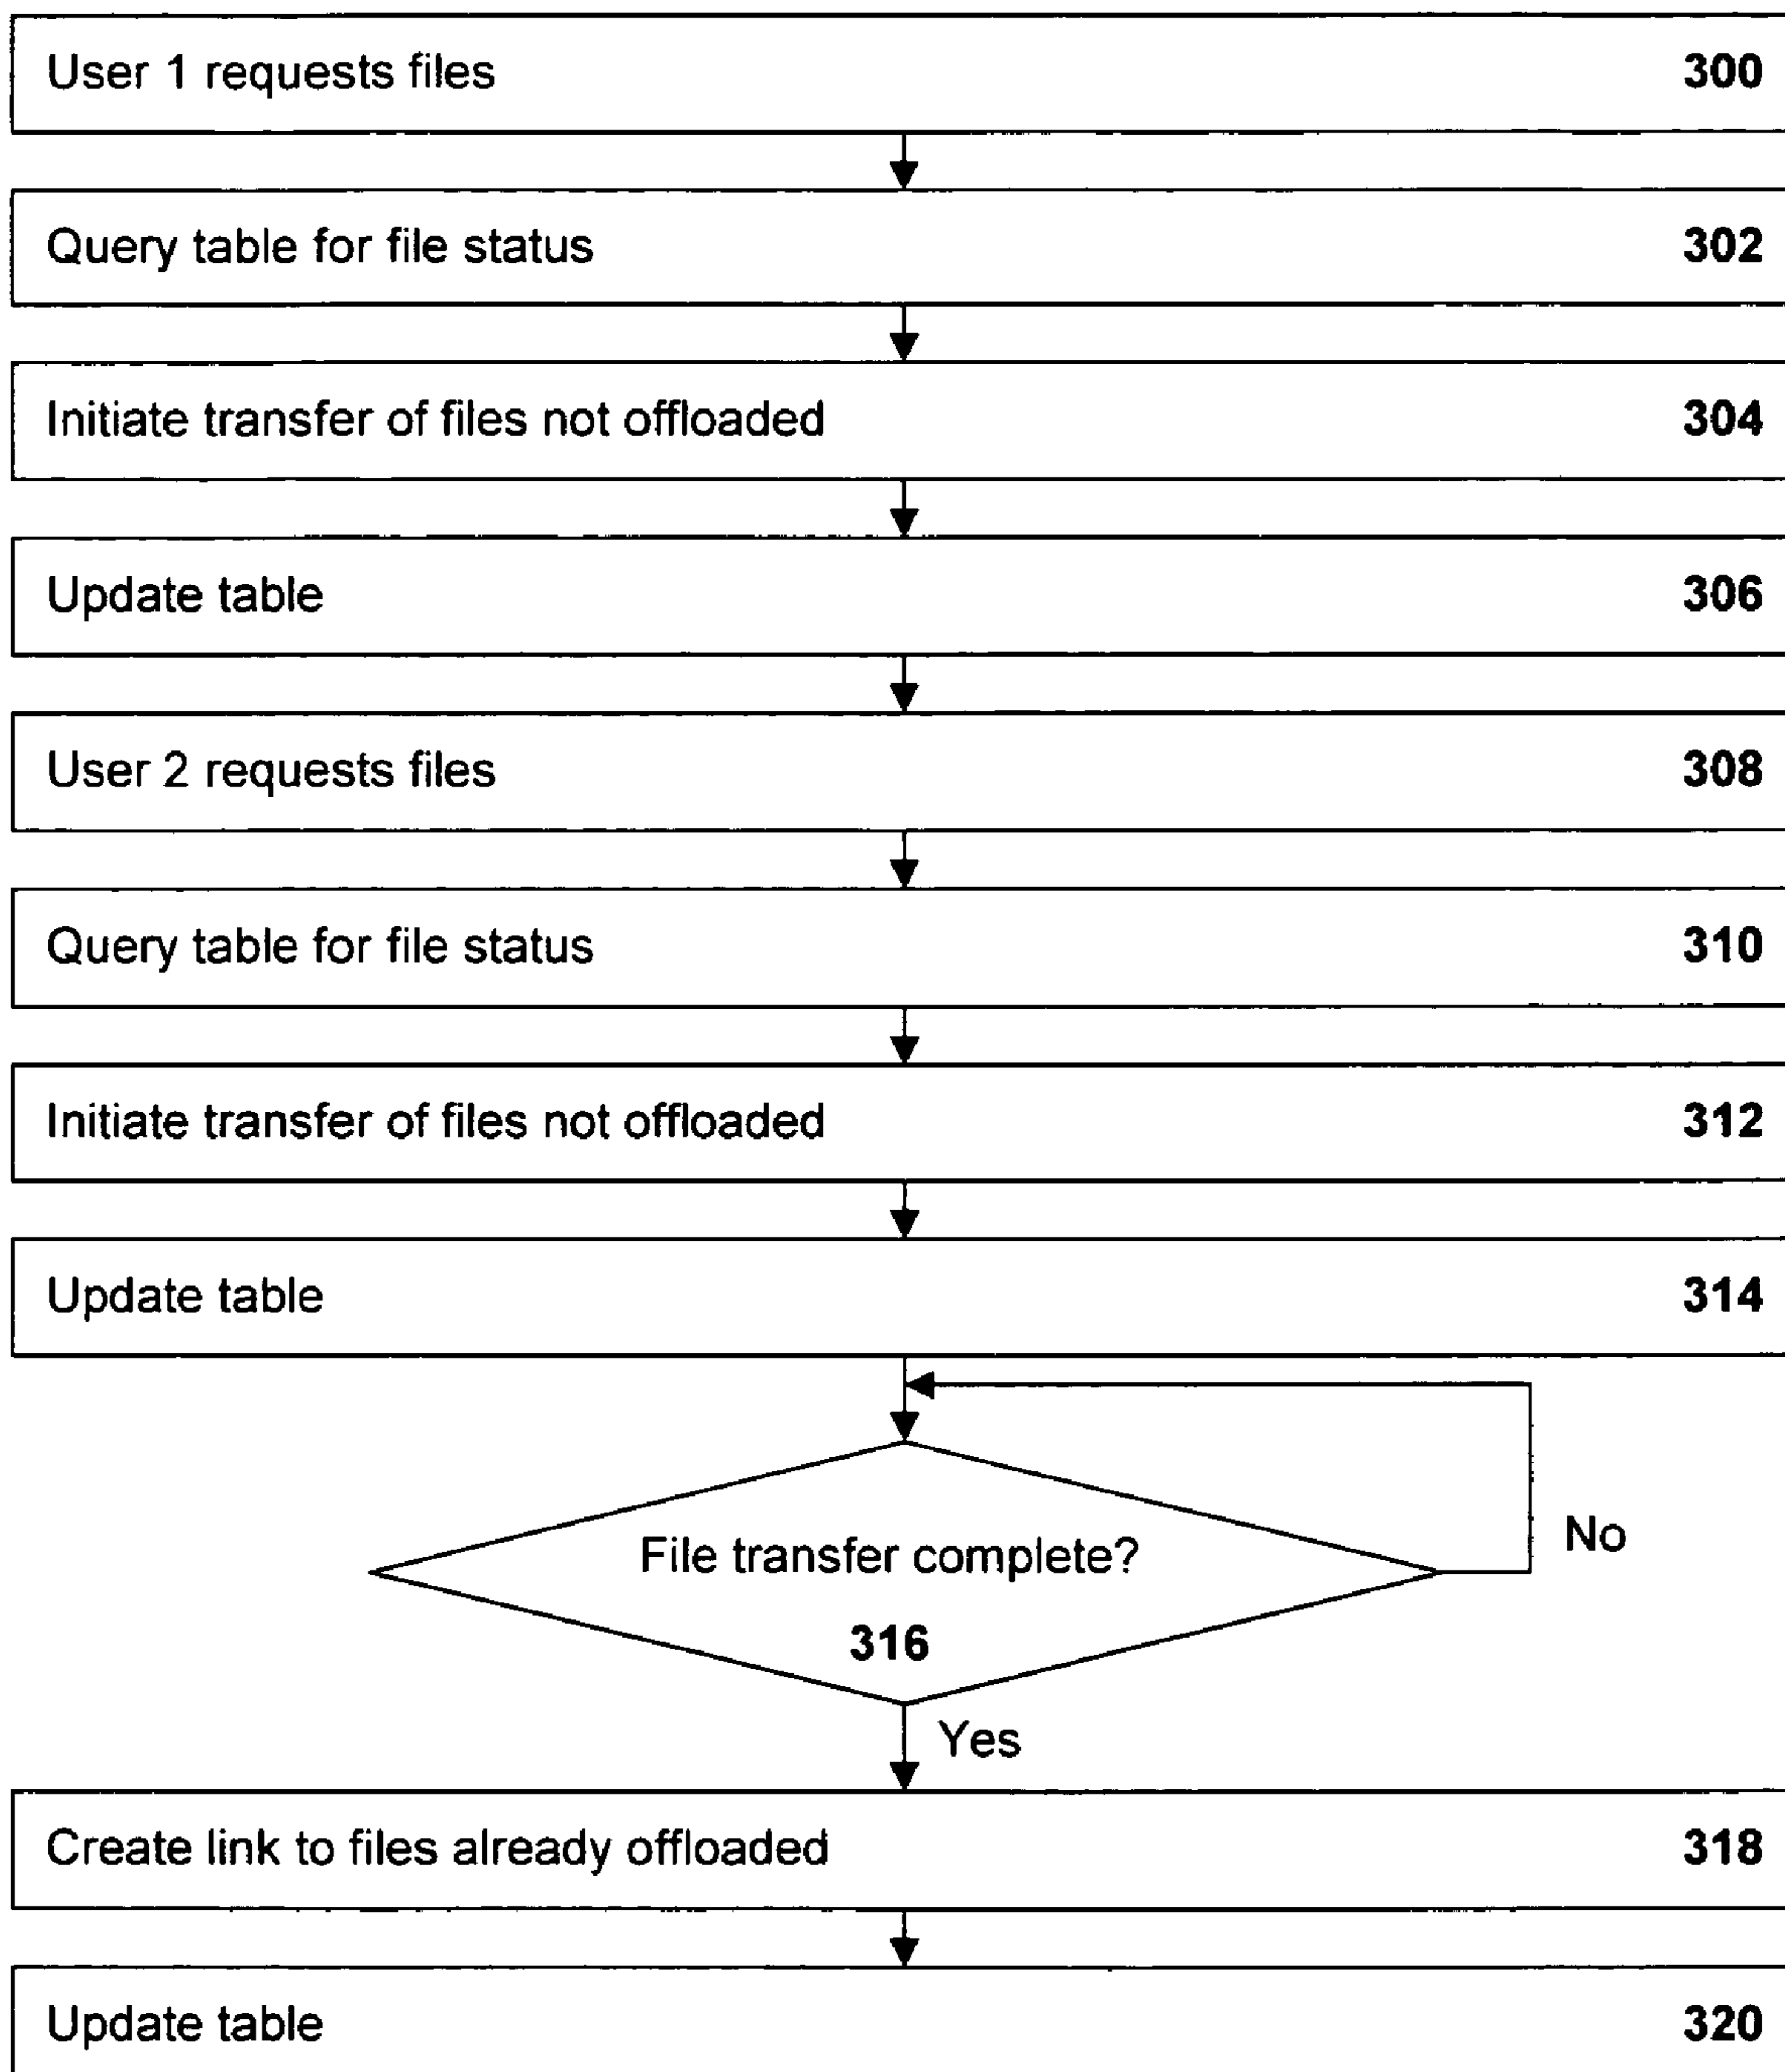 User 1 requests files 300
Query table for file status 302
Initiate transfer of files not offloaded 304
Update table 306
User 2 requests files 308
Query table for file status 310
Initiate transfer of files not offloaded 312
Update table 314
No
File transfer complete?
316
Yes
Create link to files already offloaded 318
Update table 320